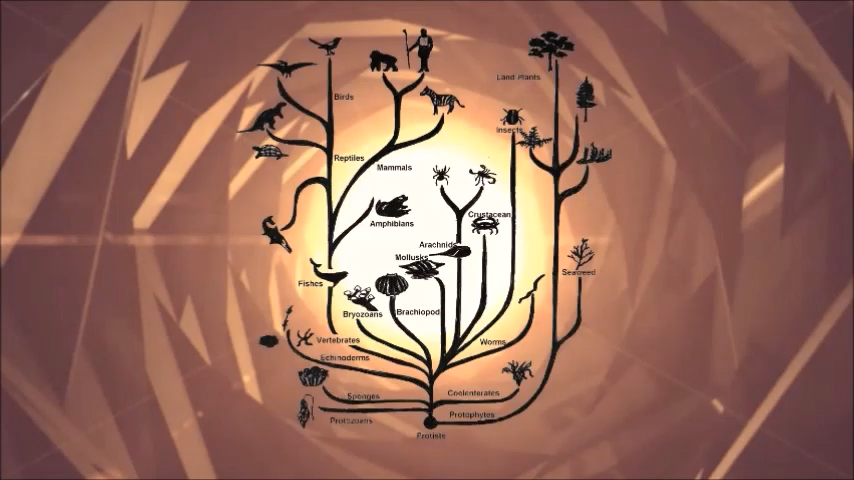 Land Plants
Birds
Insects
Reptiles
Mammals
Crustacean
Amphibians
Arachnids
Mollusks
Seaweed
Fishes
Bryozoans
Brachiopod
Vertebrates
Worms
Echinoderms
Sponges
Coelenterates
Protozoans
Protophytes
Protists